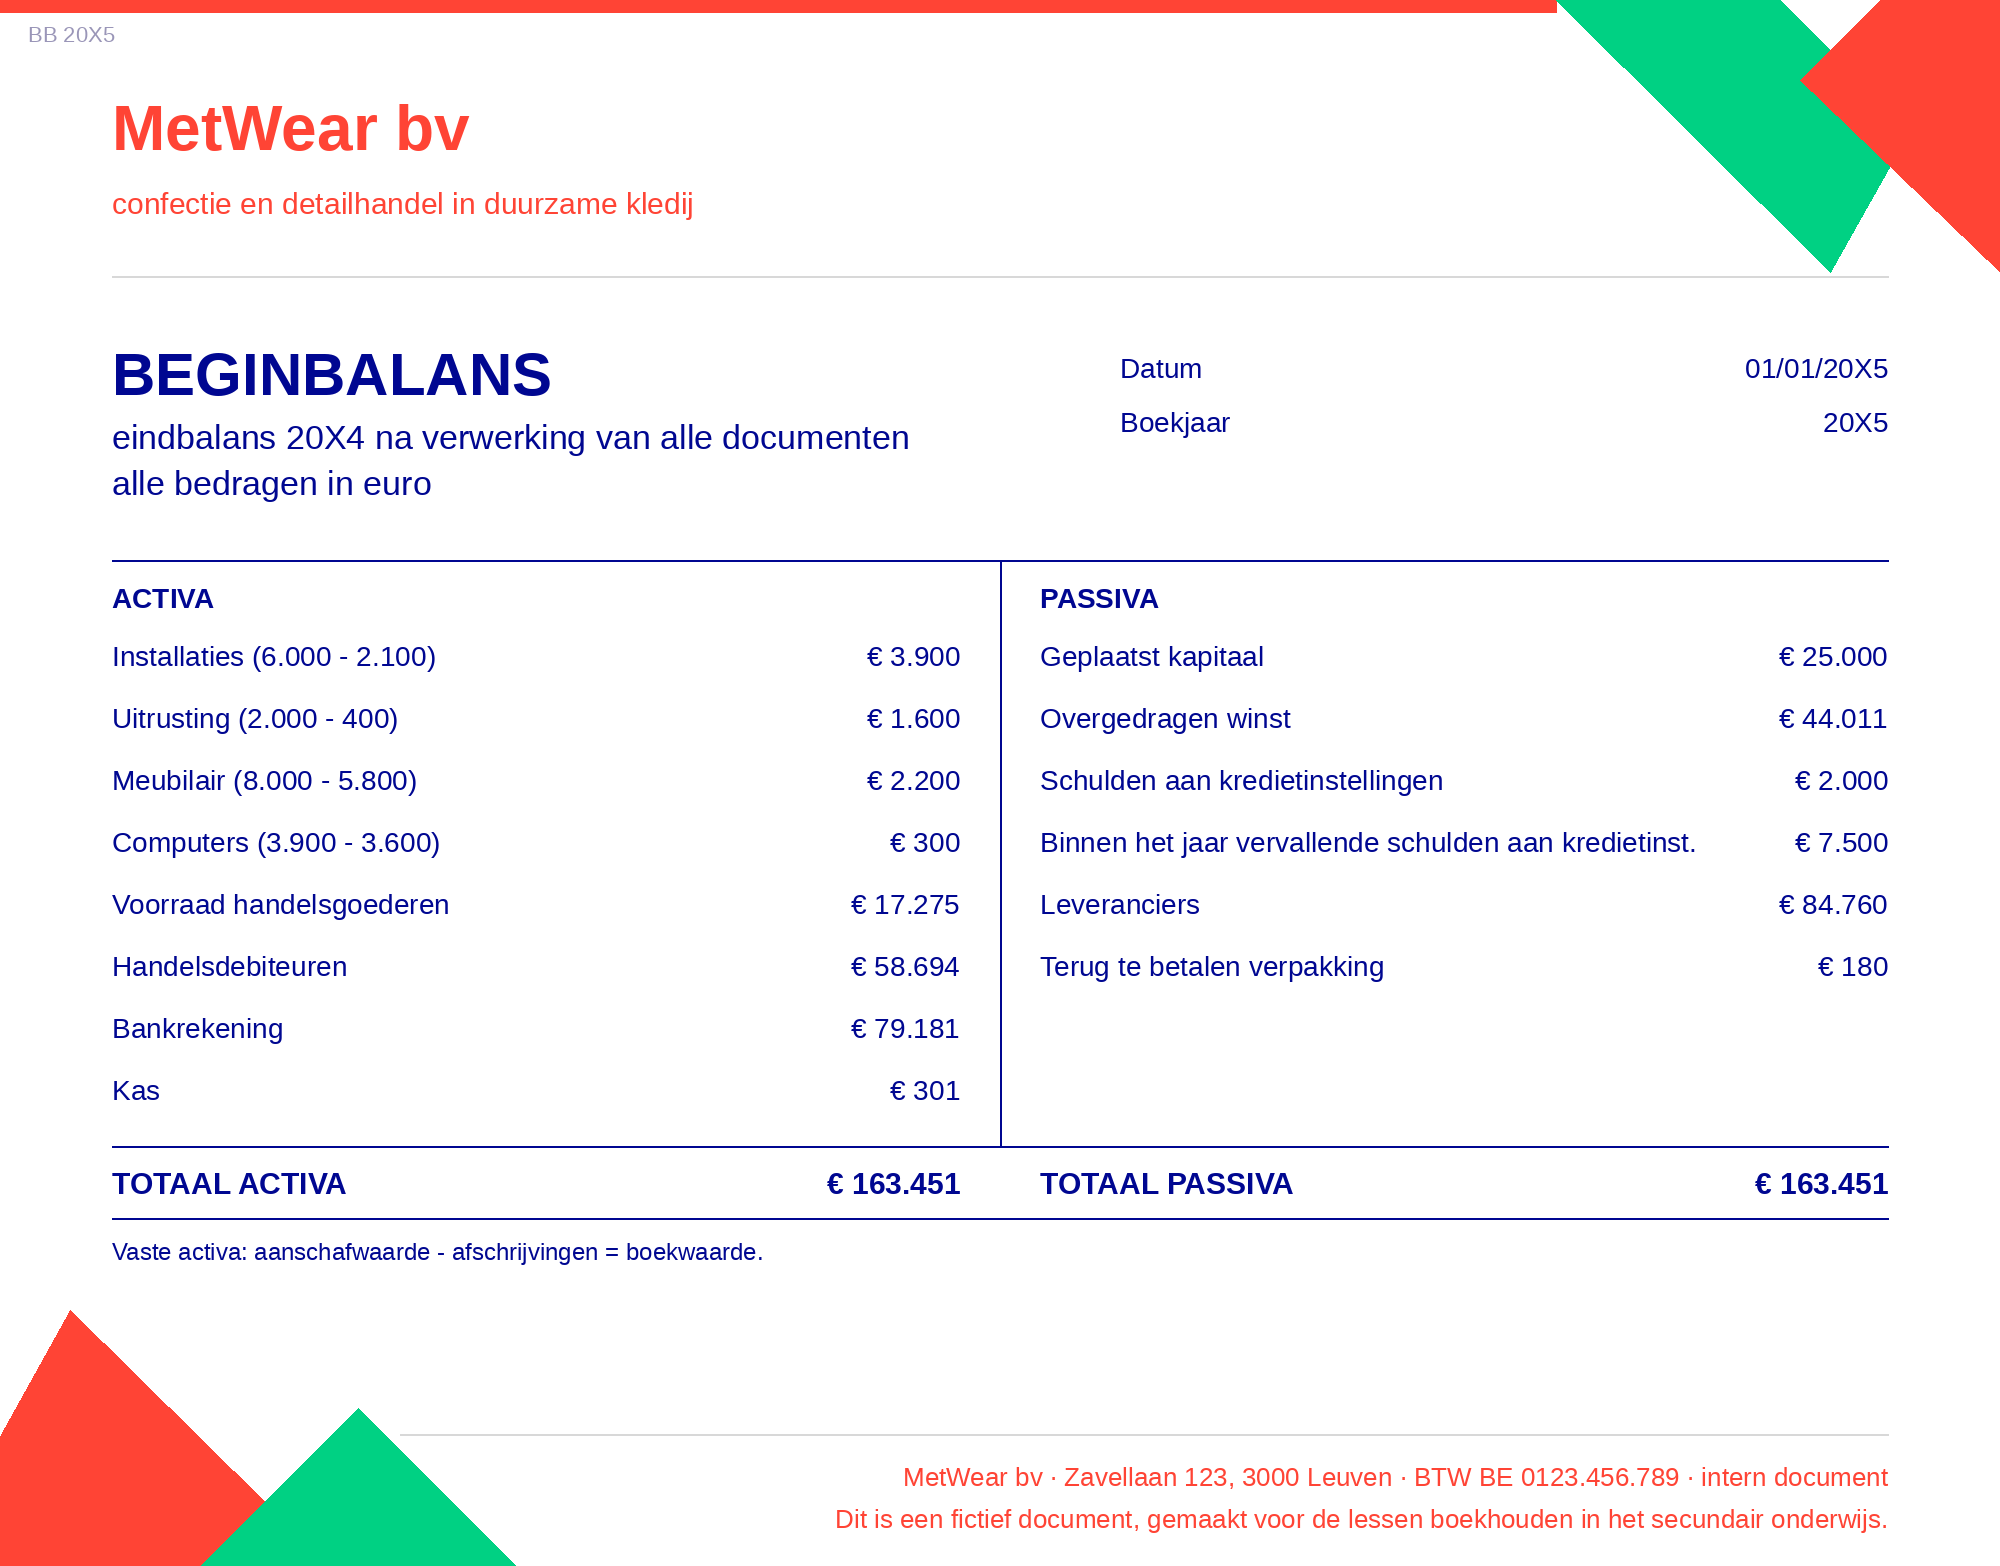 BB 20X5
MetWear bv
confectie en detailhandel in duurzame kledij
BEGINBALANS
eindbalans 20X4 na verwerking van alle documenten
alle bedragen in euro
Datum 01/01/20X5
Boekjaar 20X5
ACTIVA
Installaties (6.000 - 2.100) € 3.900
Uitrusting (2.000 - 400) € 1.600
Meubilair (8.000 - 5.800) € 2.200
Computers (3.900 - 3.600) € 300
Voorraad handelsgoederen € 17.275
Handelsdebiteuren € 58.694
Bankrekening € 79.181
Kas € 301
TOTAAL ACTIVA € 163.451
PASSIVA
Geplaatst kapitaal € 25.000
Overgedragen winst € 44.011
Schulden aan kredietinstellingen € 2.000
Binnen het jaar vervallende schulden aan kredietinst. € 7.500
Leveranciers € 84.760
Terug te betalen verpakking € 180
TOTAAL PASSIVA € 163.451
Vaste activa: aanschafwaarde - afschrijvingen = boekwaarde.
MetWear bv · Zavellaan 123, 3000 Leuven · BTW BE 0123.456.789 · intern document
Dit is een fictief document, gemaakt voor de lessen boekhouden in het secundair onderwijs.